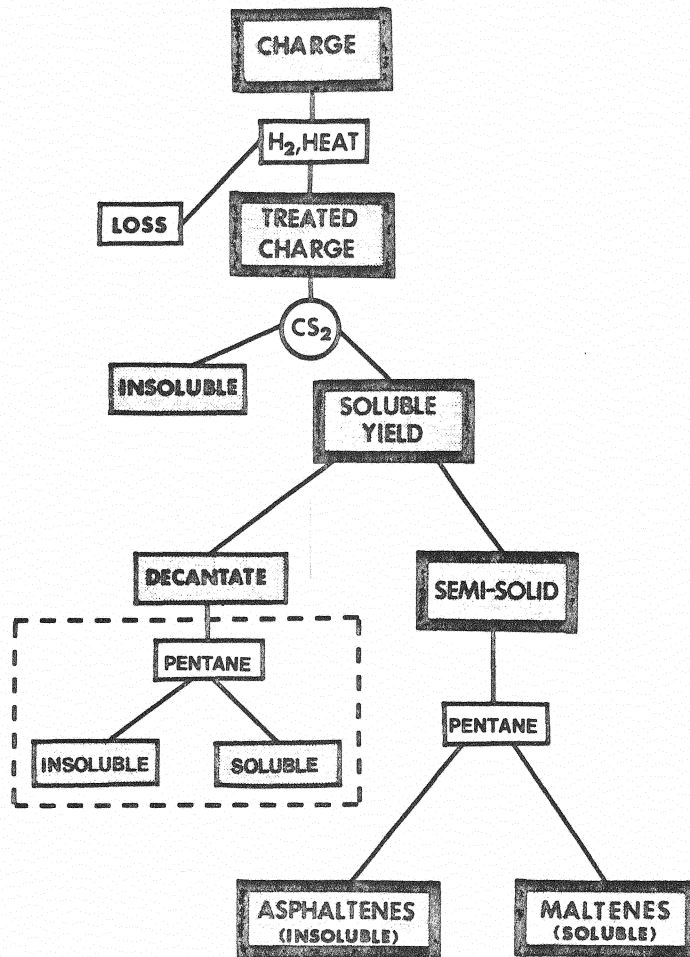 CHARGE
H₂,HEAT
LOSS
TREATED
CHARGE
CS₂
INSOLUBLE
SOLUBLE
YIELD
DECANTATE
SEMI-SOLID
PENTANE
PENTANE
INSOLUBLE
SOLUBLE
ASPHALTENES
(INSOLUBLE)
MALTENES
(SOLUBLE)